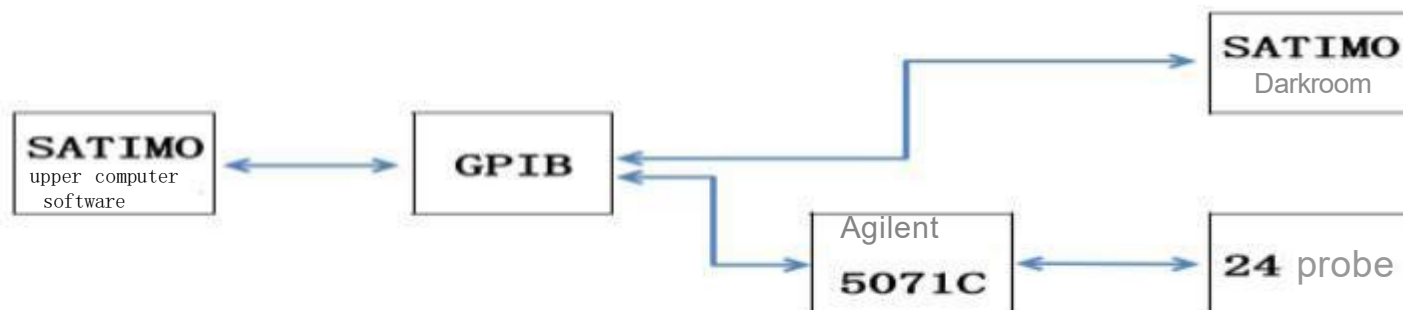 SATIMO
upper computer
software
GPIB
SATIMO
Darkroom
Agilent
5071C
24 probe